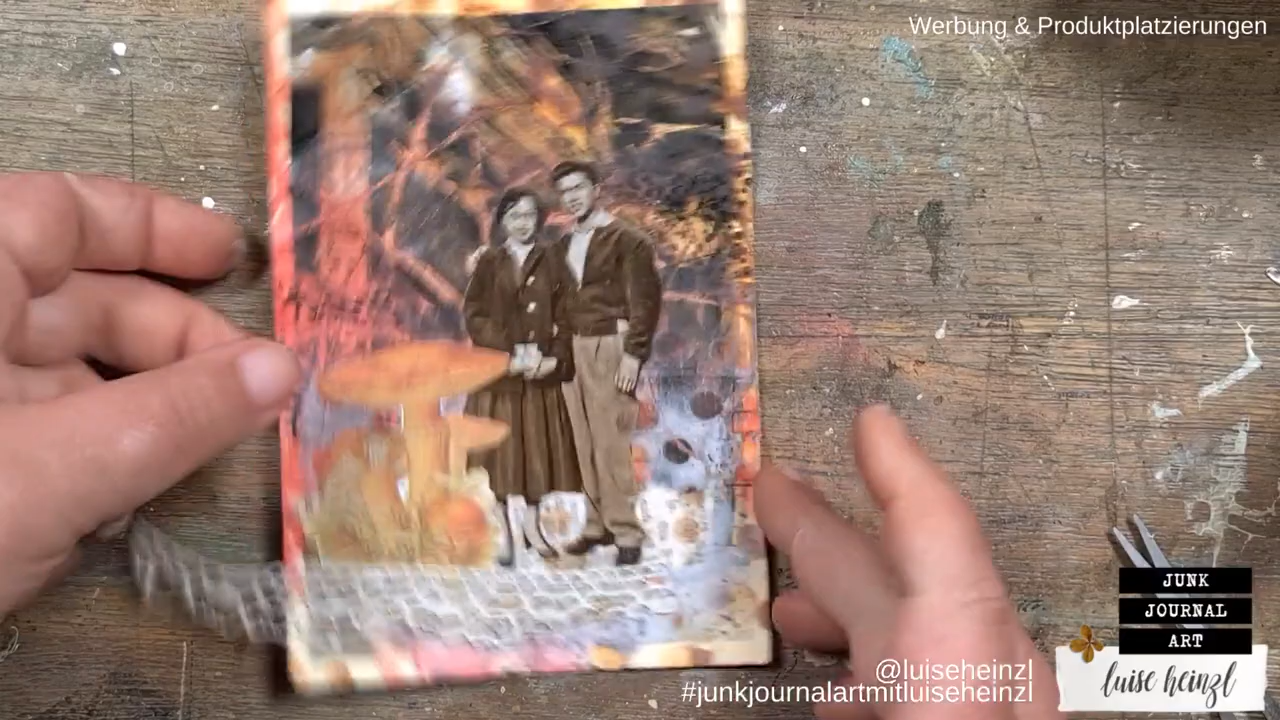 Werbung & Produktplatzierungen
JUNK
JOURNAL
ART
@luiseheinzl
#junkjournalartmitluiseheinzl
luise heinzl